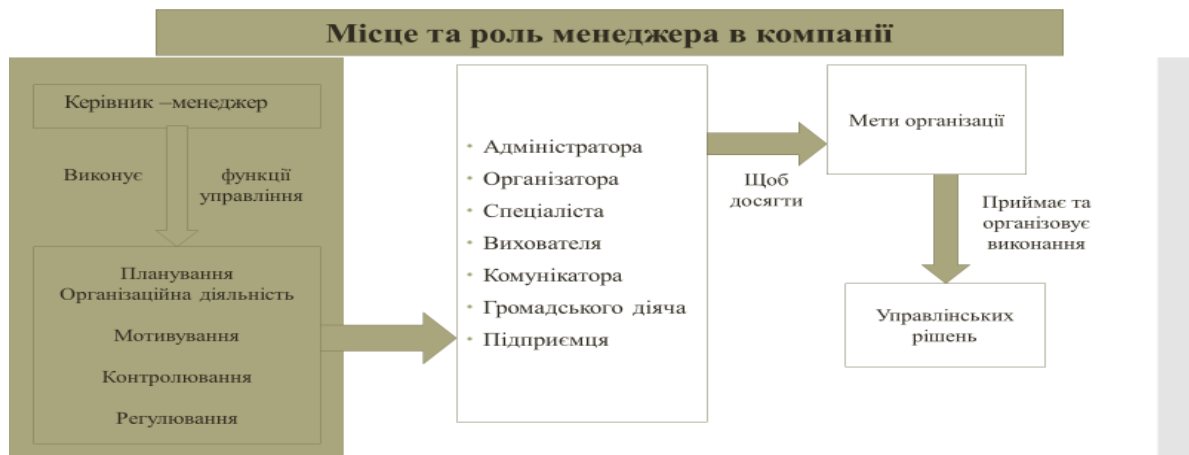 Місце та роль менеджера в компанії
Керівник –менеджер
Виконує
функції
управління
Планування
Організаційна діяльність
Мотивування
Контролювання
Регулювання
• Адміністратора
• Організатора
• Спеціаліста
• Вихователя
• Комунікатора
• Громадського діяча
• Підприємця
Щоб
досягти
Мети організації
Приймає та
організовує
виконання
Управлінських
рішень